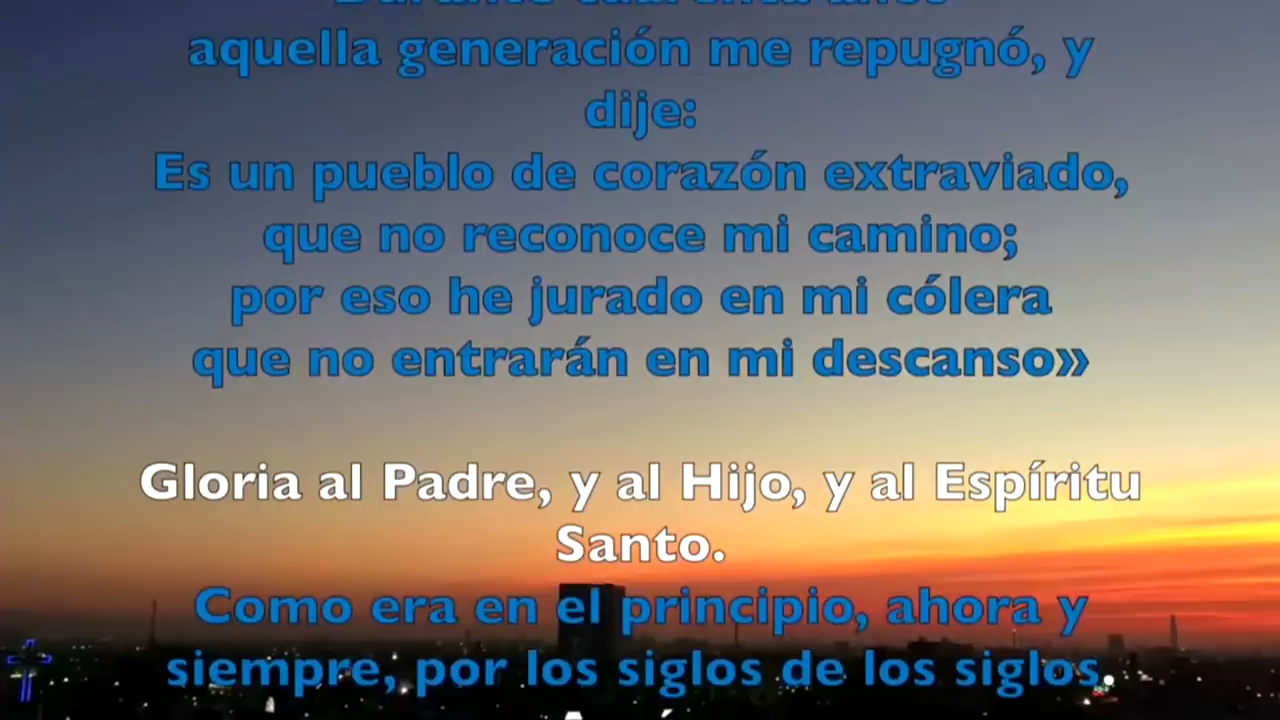 aquella generación me repugnó, y
dije:
Es un pueblo de corazón extraviado,
que no reconoce mi camino;
por eso he jurado en mi cólera
que no entrarán en mi descanso»
Gloria al Padre, y al Hijo, y al Espíritu
Santo.
Como era en el principio, ahora y
siempre, por los siglos de los siglos.